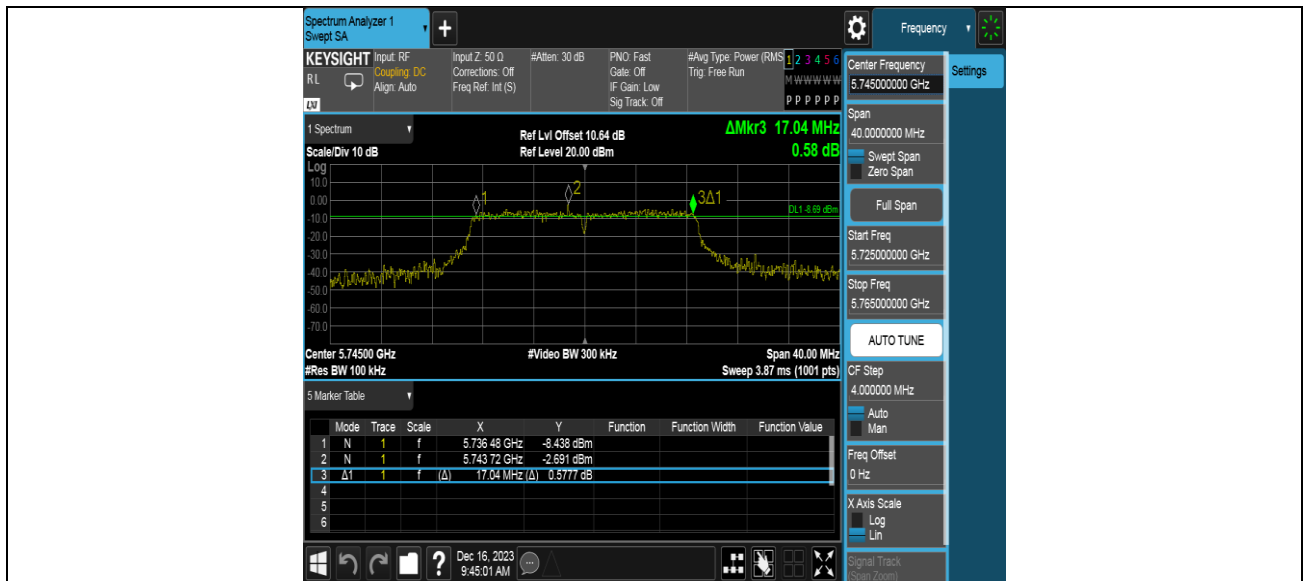 Spectrum Analyzer 1
Swept SA
+
Frequency
KEYSIGHT Input: RF Input Z: 50 Ω #Atten: 30 dB PNO: Fast #Avg Type: Power (RMS 1 2 3 4 5 6
RL Coupling: DC Corrections: Off Gate: Off Trig: Free Run M W W W W W
Align: Auto Freq Ref: Int (S) IF Gain: Low
LXI Sig Track: Off P P P P P P
1 Spectrum
Ref Lvl Offset 10.64 dB ΔMkr3 17.04 MHz
Scale/Div 10 dB Ref Level 20.00 dBm 0.58 dB
Log
10.0
0.00
-10.0
-20.0
-30.0
-40.0
-50.0
-60.0
-70.0
1 2 3Δ1
DL1 -8.69 dBm
Center 5.74500 GHz #Video BW 300 kHz Span 40.00 MHz
#Res BW 100 kHz Sweep 3.87 ms (1001 pts)
5 Marker Table
Mode Trace Scale X Y Function Function Width Function Value
1 N 1 f 5.736 48 GHz -8.438 dBm
2 N 1 f 5.743 72 GHz -2.691 dBm
3 Δ1 1 f (Δ) 17.04 MHz (Δ) 0.5777 dB
4
5
6
? Dec 16, 2023
9:45:01 AM
Center Frequency
5.745000000 GHz
Settings
Span
40.0000000 MHz
Swept Span
Zero Span
Full Span
Start Freq
5.725000000 GHz
Stop Freq
5.765000000 GHz
AUTO TUNE
CF Step
4.000000 MHz
Auto
Man
Freq Offset
0 Hz
X Axis Scale
Log
Lin
Signal Track
(Span Zoom)